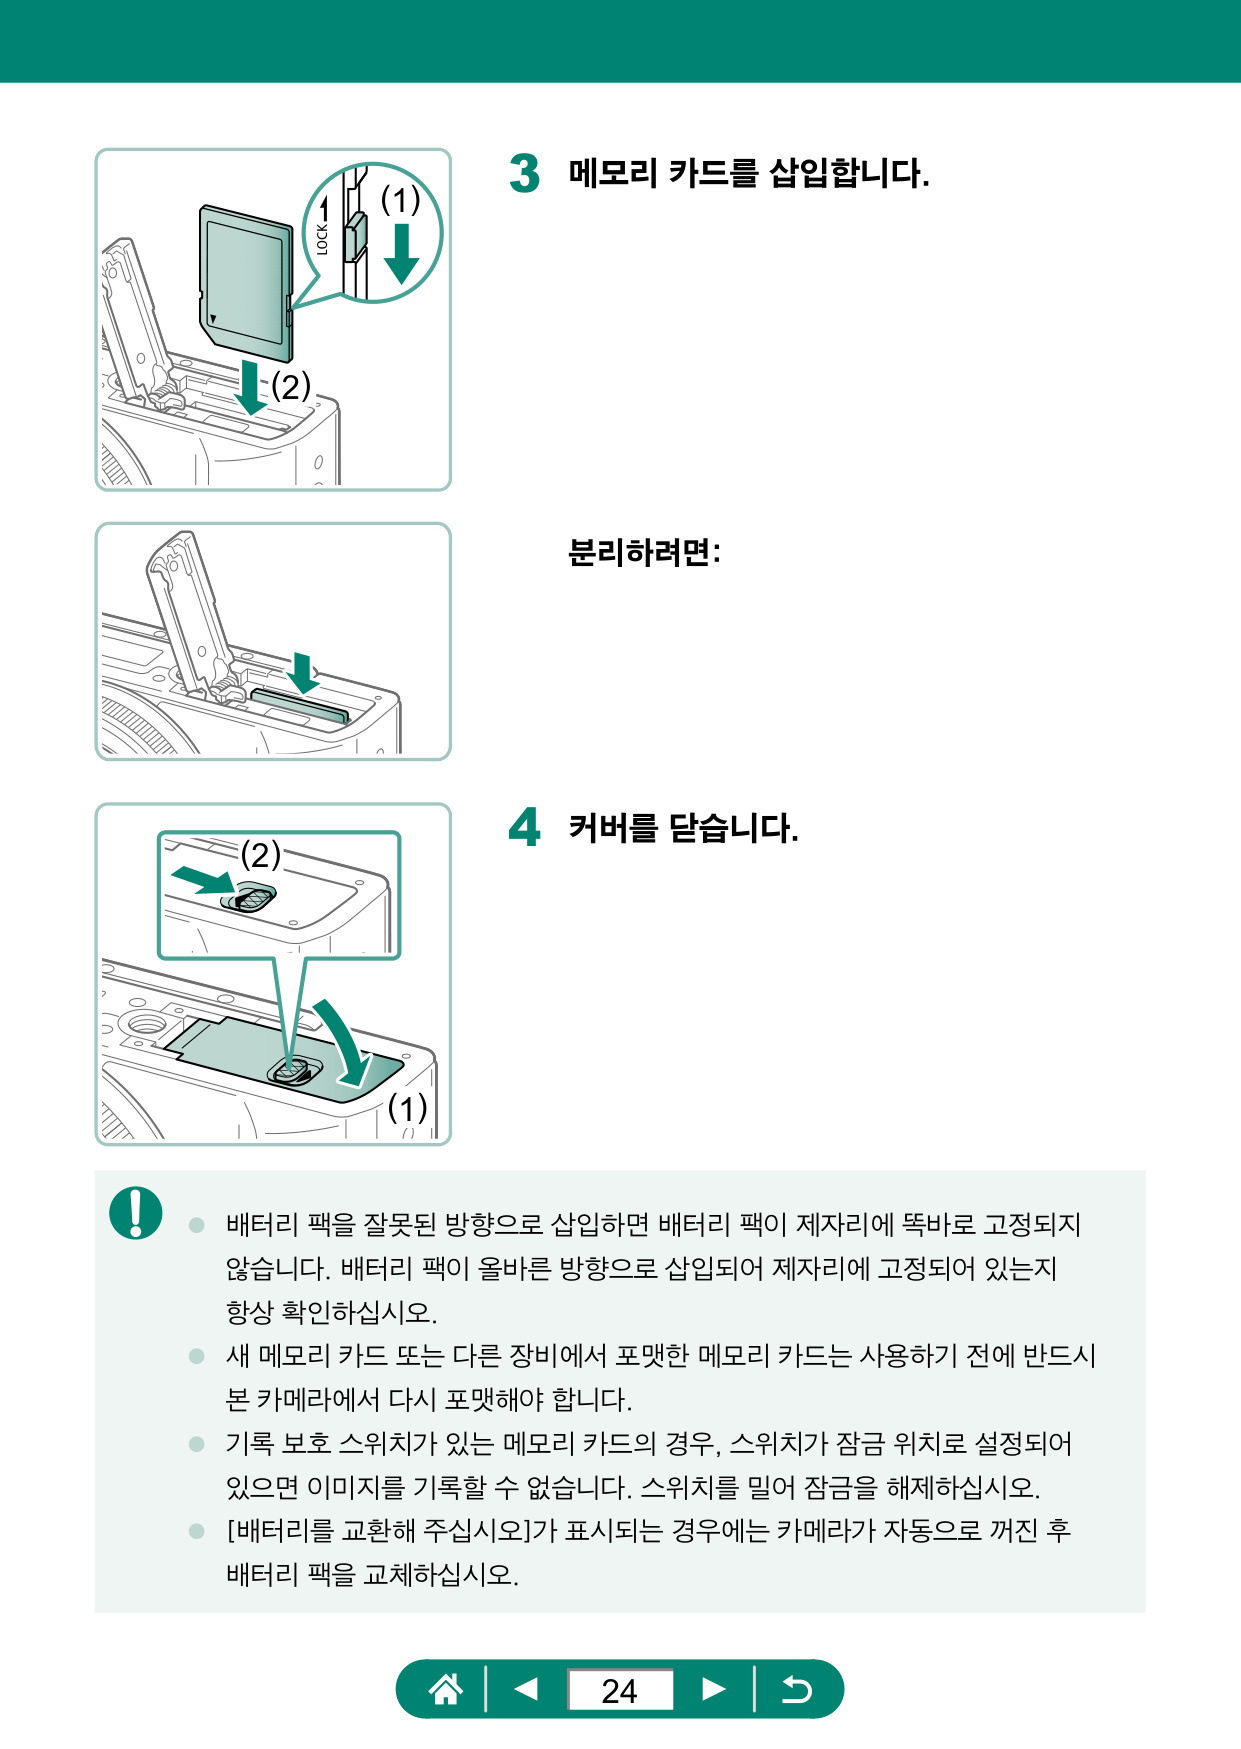 3 메모리 카드를 삽입합니다.
LOCK
(1)
(2)
분리하려면:
4 커버를 닫습니다.
(2)
(1)
● 배터리 팩을 잘못된 방향으로 삽입하면 배터리 팩이 제자리에 똑바로 고정되지
않습니다. 배터리 팩이 올바른 방향으로 삽입되어 제자리에 고정되어 있는지
항상 확인하십시오.
● 새 메모리 카드 또는 다른 장비에서 포맷한 메모리 카드는 사용하기 전에 반드시
본 카메라에서 다시 포맷해야 합니다.
● 기록 보호 스위치가 있는 메모리 카드의 경우, 스위치가 잠금 위치로 설정되어
있으면 이미지를 기록할 수 없습니다. 스위치를 밀어 잠금을 해제하십시오.
● [배터리를 교환해 주십시오]가 표시되는 경우에는 카메라가 자동으로 꺼진 후
배터리 팩을 교체하십시오.
24